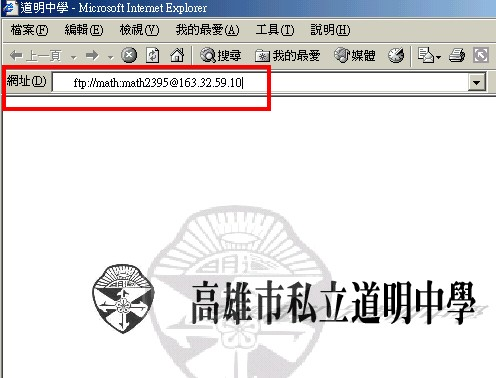 道明中學 - Microsoft Internet Explorer
檔案(F) 編輯(E) 檢視(V) 我的最愛(A) 工具(T) 說明(H)
上一頁 搜尋 我的最愛 媒體
網址(D) ftp://math:math2395@163.32.59.10
高雄市私立道明中學